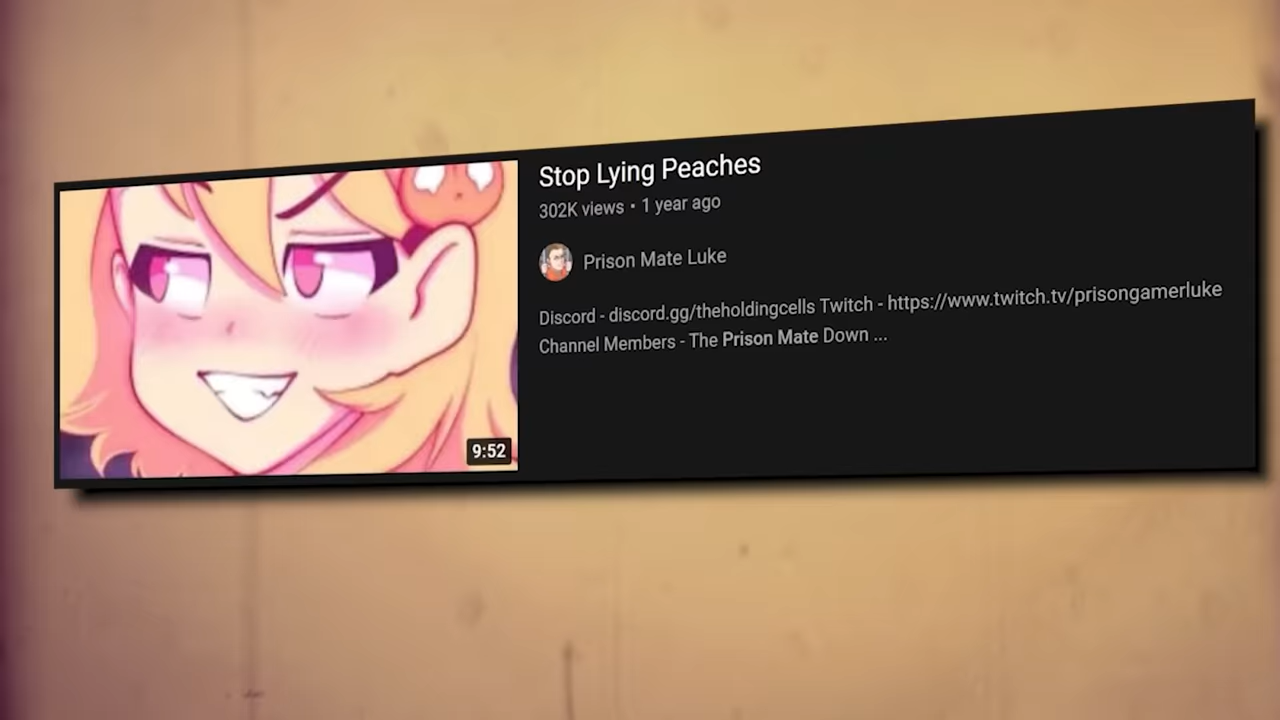 Stop Lying Peaches
302K views • 1 year ago
Prison Mate Luke
Discord - discord.gg/theholdingcells Twitch - https://www.twitch.tv/prisongamerluke
Channel Members - The Prison Mate Down ...
9:52